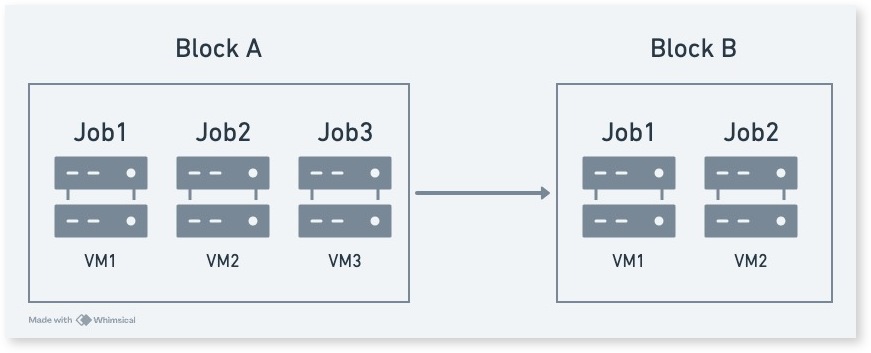 Block A
Block B
Job1
Job2
Job3
VM1
VM2
VM3
Job1
Job2
VM1
VM2
Made with Whimsical